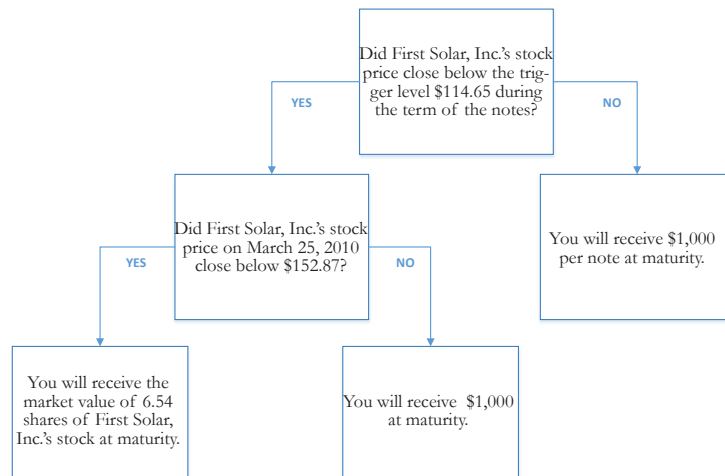 Did First Solar, Inc.'s stock
price close below the trig-
ger level $114.65 during
the term of the notes?
YES
NO
Did First Solar, Inc.'s stock
price on March 25, 2010
close below $152.87?
You will receive $1,000
per note at maturity.
YES
NO
You will receive the
market value of 6.54
shares of First Solar,
Inc.'s stock at maturity.
You will receive $1,000
at maturity.